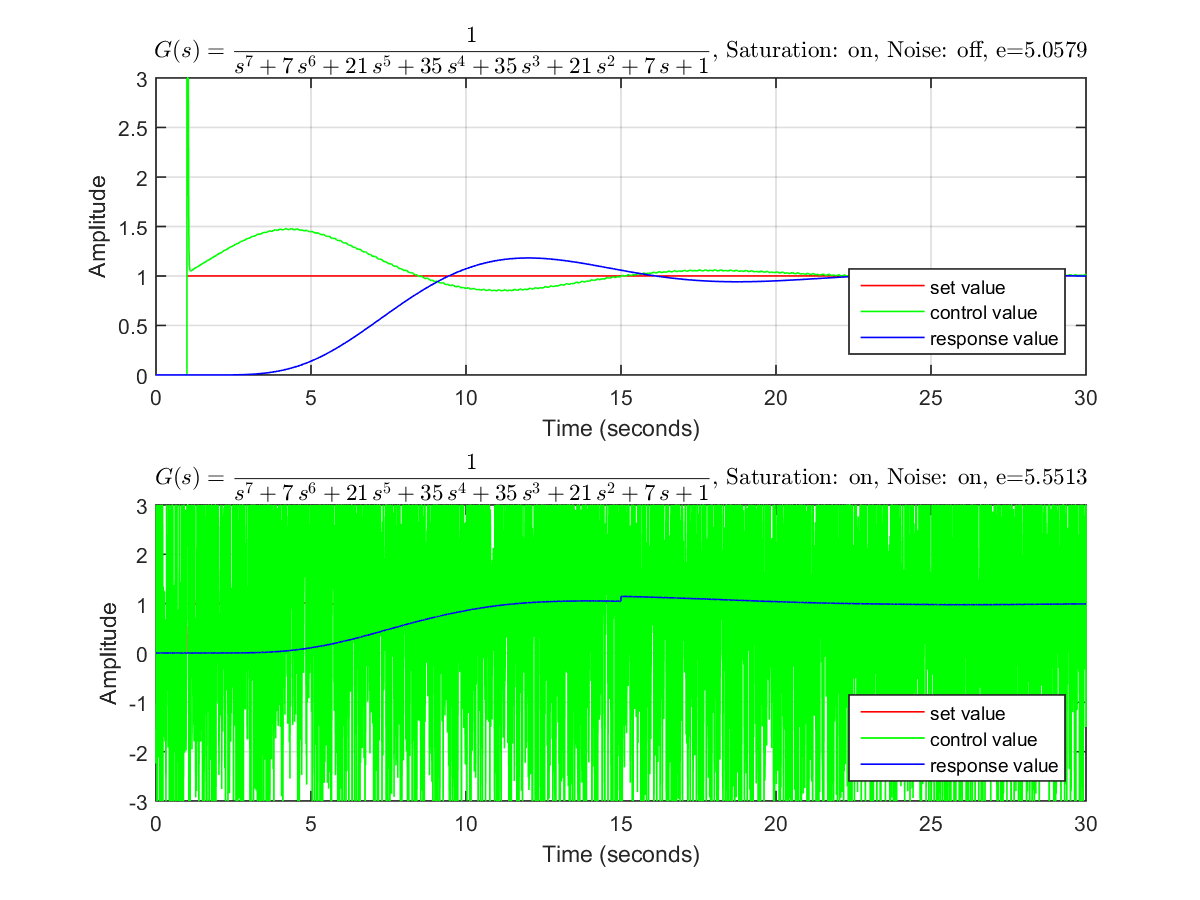 G(s) = 1 / (s^7 + 7 s^6 + 21 s^5 + 35 s^4 + 35 s^3 + 21 s^2 + 7 s + 1), Saturation: on, Noise: off, e=5.0579
3
2.5
2
1.5
1
0.5
0
Amplitude
set value
control value
response value
0 5 10 15 20 25 30
Time (seconds)
G(s) = 1 / (s^7 + 7 s^6 + 21 s^5 + 35 s^4 + 35 s^3 + 21 s^2 + 7 s + 1), Saturation: on, Noise: on, e=5.5513
3
2
1
0
-1
-2
-3
Amplitude
set value
control value
response value
0 5 10 15 20 25 30
Time (seconds)